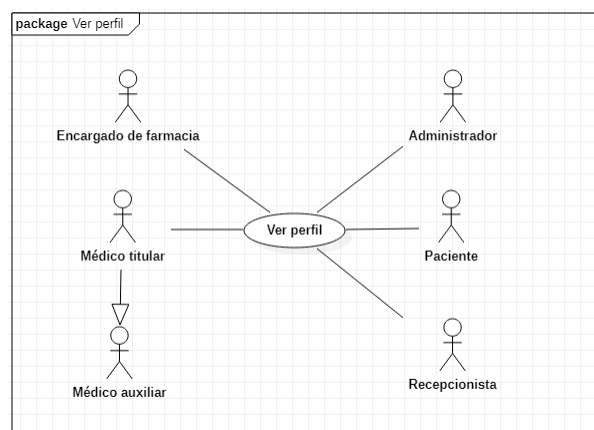 package Ver perfil
Encargado de farmacia
Administrador
Médico titular
Ver perfil
Paciente
Médico auxiliar
Recepcionista